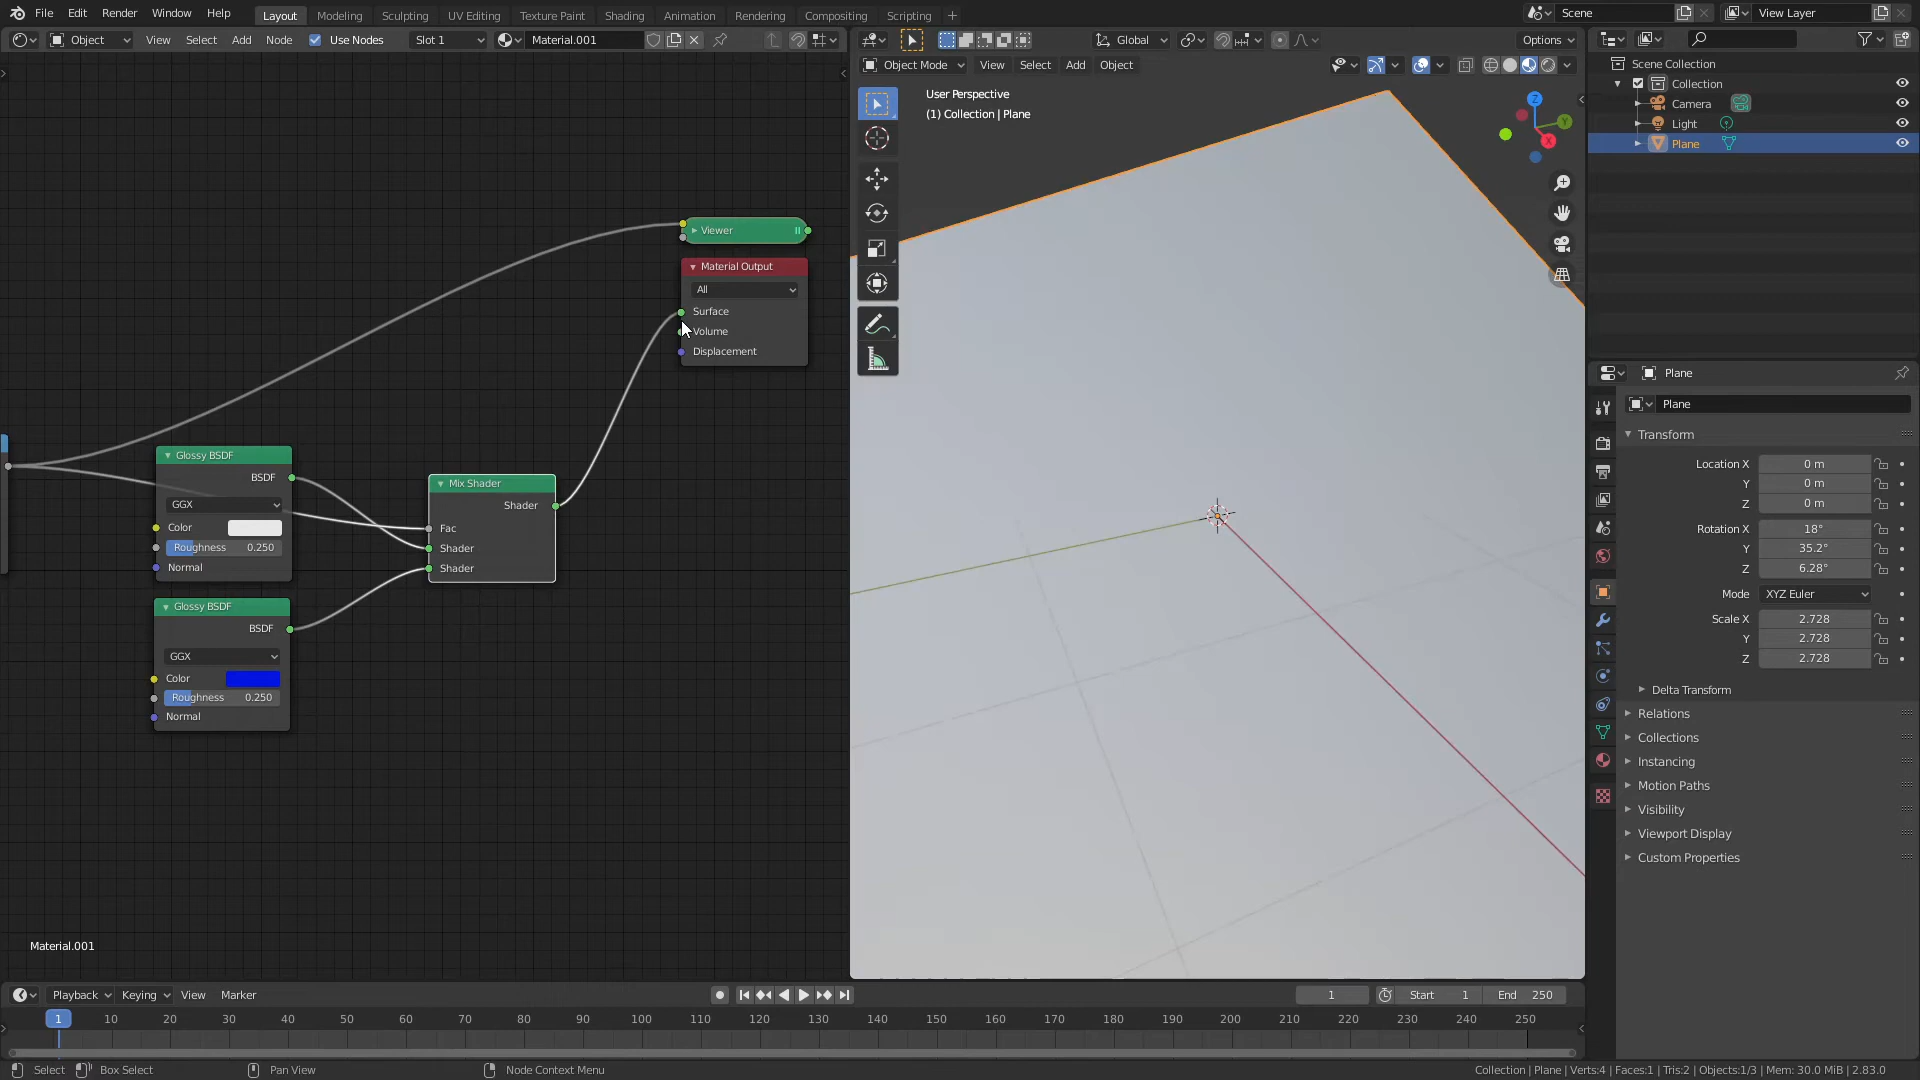 File Edit Render Window Help Layout Modeling Sculpting UV Editing Texture Paint Shading Animation Rendering Compositing Scripting + Scene View Layer
Object View Select Add Node Use Nodes Slot 1 Material.001 Global Options
Object Mode View Select Add Object
User Perspective
(1) Collection | Plane
Z
Y
X
Scene Collection
Collection
Camera
Light
Plane
Viewer
Material Output
All
Surface
Volume
Displacement
Glossy BSDF
BSDF
GGX
Color
Roughness 0.250
Normal
Glossy BSDF
BSDF
GGX
Color
Roughness 0.250
Normal
Mix Shader
Shader
Fac
Shader
Shader
Material.001
Plane
Plane
Transform
Location X 0 m
Y 0 m
Z 0 m
Rotation X 18°
Y 35.2°
Z 6.28°
Mode XYZ Euler
Scale X 2.728
Y 2.728
Z 2.728
Delta Transform
Relations
Collections
Instancing
Motion Paths
Visibility
Viewport Display
Custom Properties
Playback Keying View Marker 1 Start 1 End 250
1 10 20 30 40 50 60 70 80 90 100 110 120 130 140 150 160 170 180 190 200 210 220 230 240 250
Select Box Select Pan View Node Context Menu Collection | Plane | Verts:4 | Faces:1 | Tris:2 | Objects:1/3 | Mem: 30.0 MiB | 2.83.0